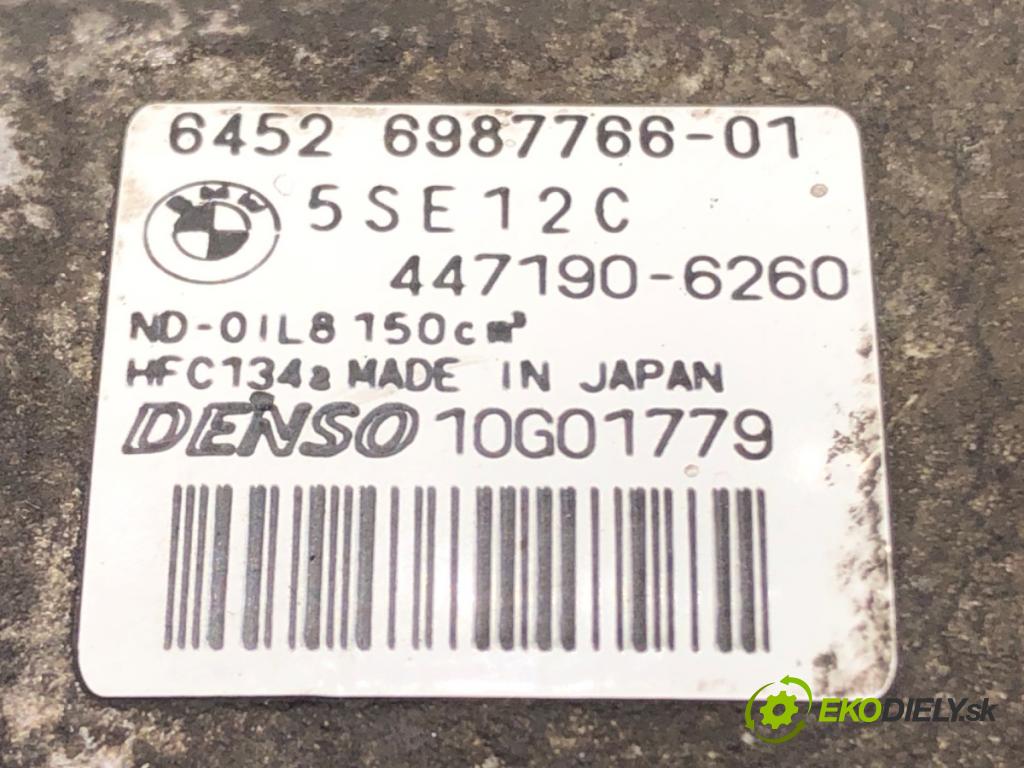 6452 6987766-01
5SE12C
447190-6260
ND-OIL8 150cm³
HFC134a MADE IN JAPAN
DENSO 10G01779
EKODIELY.sk